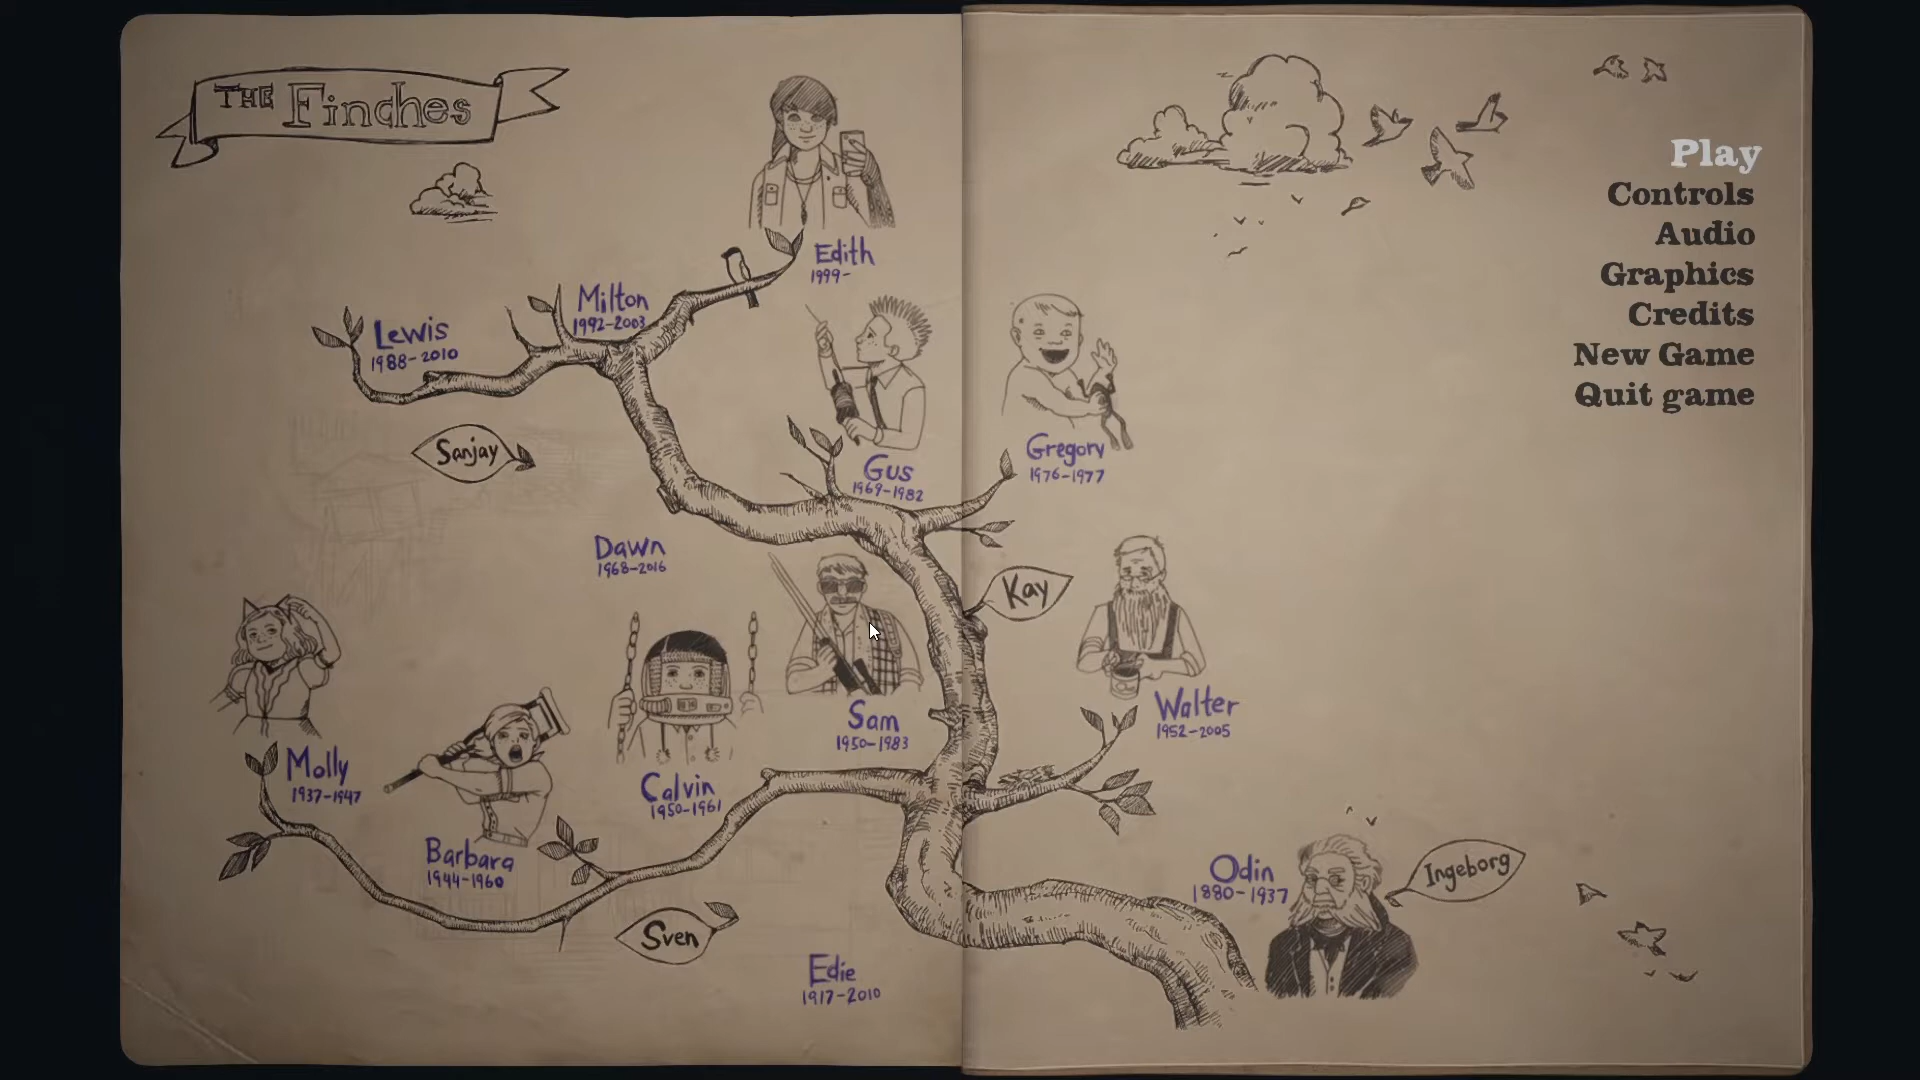 THE Finches
Play
Controls
Audio
Graphics
Credits
New Game
Quit game
Edith
1999-
Milton
1992-2003
Lewis
1988-2010
Sanjay
Gus
1969-1982
Gregory
1976-1977
Dawn
1968-2016
Kay
Sam
1950-1983
Walter
1952-2005
Molly
1937-1947
Calvin
1950-1961
Barbara
1944-1960
Sven
Odin
1880-1937
Ingeborg
Edie
1917-2010